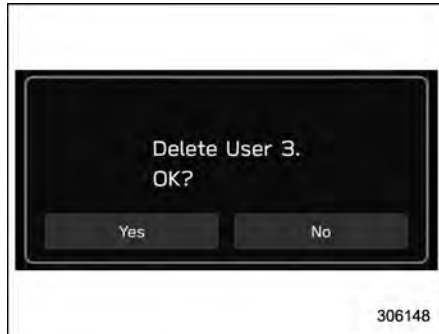 Delete User 3.
OK?
Yes No
306148